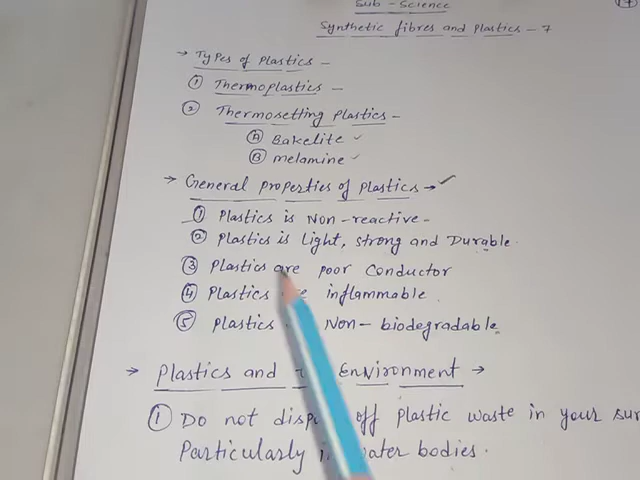 Sub - Science
Synthetic fibres and Plastics - 7
→ Types of Plastics -
① Thermoplastics -
② Thermosetting Plastics -
Ⓐ Bakelite ✓
Ⓑ melamine ✓
→ General properties of Plastics → ✓
① Plastics is Non-reactive -
② Plastics is Light, strong and Durable.
③ Plastics are poor Conductor
④ Plastics inflammable.
⑤ Plastics Non-biodegradable.
→ Plastics and Environment →
① Do not off plastic waste in your
Particularly water bodies.